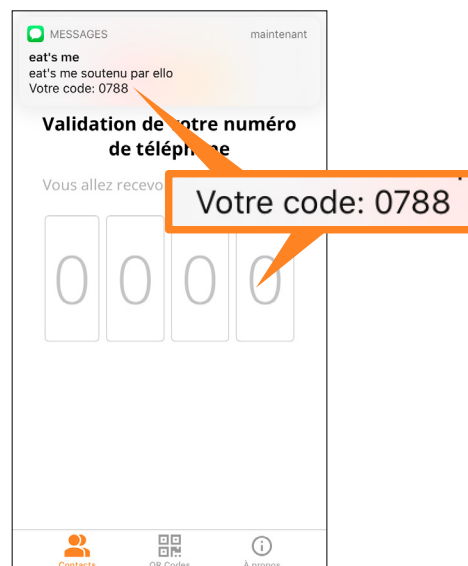 MESSAGES maintenant
eat's me
eat's me soutenu par ello
Votre code: 0788
Validation de votre numéro
de téléphone
Vous allez recevo
Votre code: 0788
0 0 0 0
Contacts QR Codes À propos